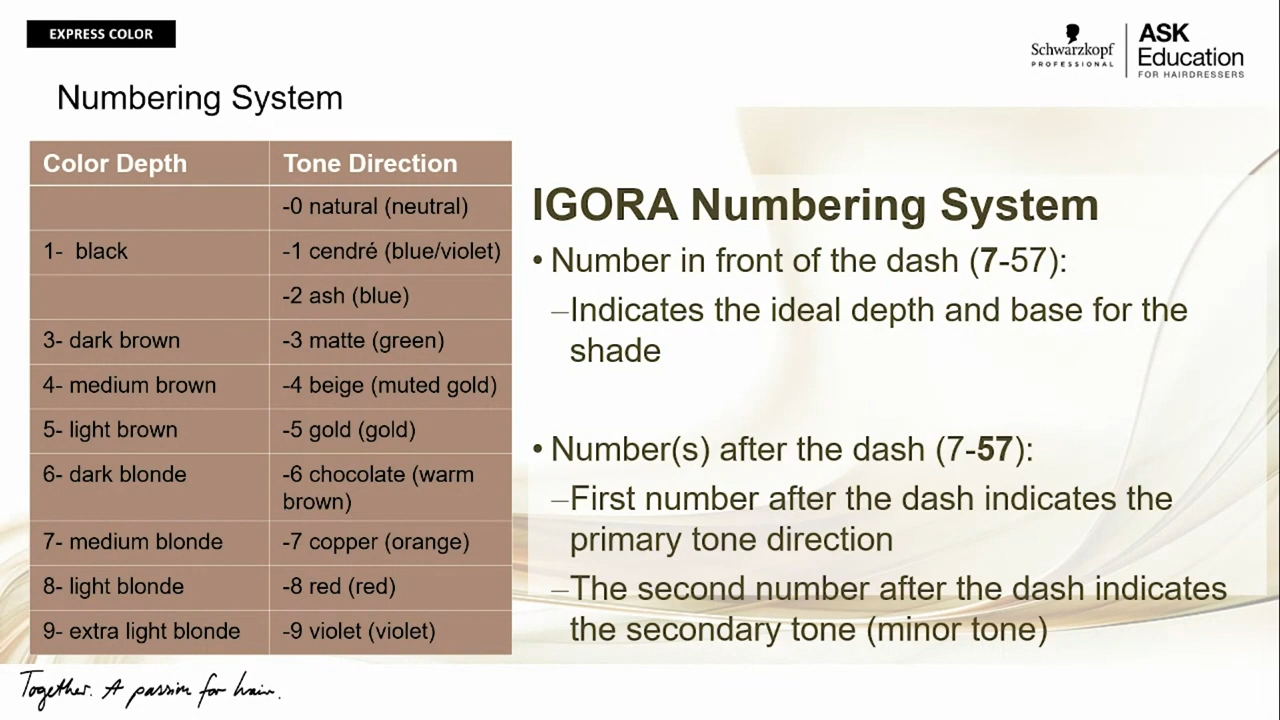 EXPRESS COLOR
Schwarzkopf
PROFESSIONAL
ASK
Education
FOR HAIRDRESSERS
Numbering System
Color Depth Tone Direction
-0 natural (neutral)
1- black -1 cendré (blue/violet)
-2 ash (blue)
3- dark brown -3 matte (green)
4- medium brown -4 beige (muted gold)
5- light brown -5 gold (gold)
6- dark blonde -6 chocolate (warm
brown)
7- medium blonde -7 copper (orange)
8- light blonde -8 red (red)
9- extra light blonde -9 violet (violet)
IGORA Numbering System
• Number in front of the dash (7-57):
–Indicates the ideal depth and base for the
shade
• Number(s) after the dash (7-57):
–First number after the dash indicates the
primary tone direction
–The second number after the dash indicates
the secondary tone (minor tone)
Together. A passion for hair.